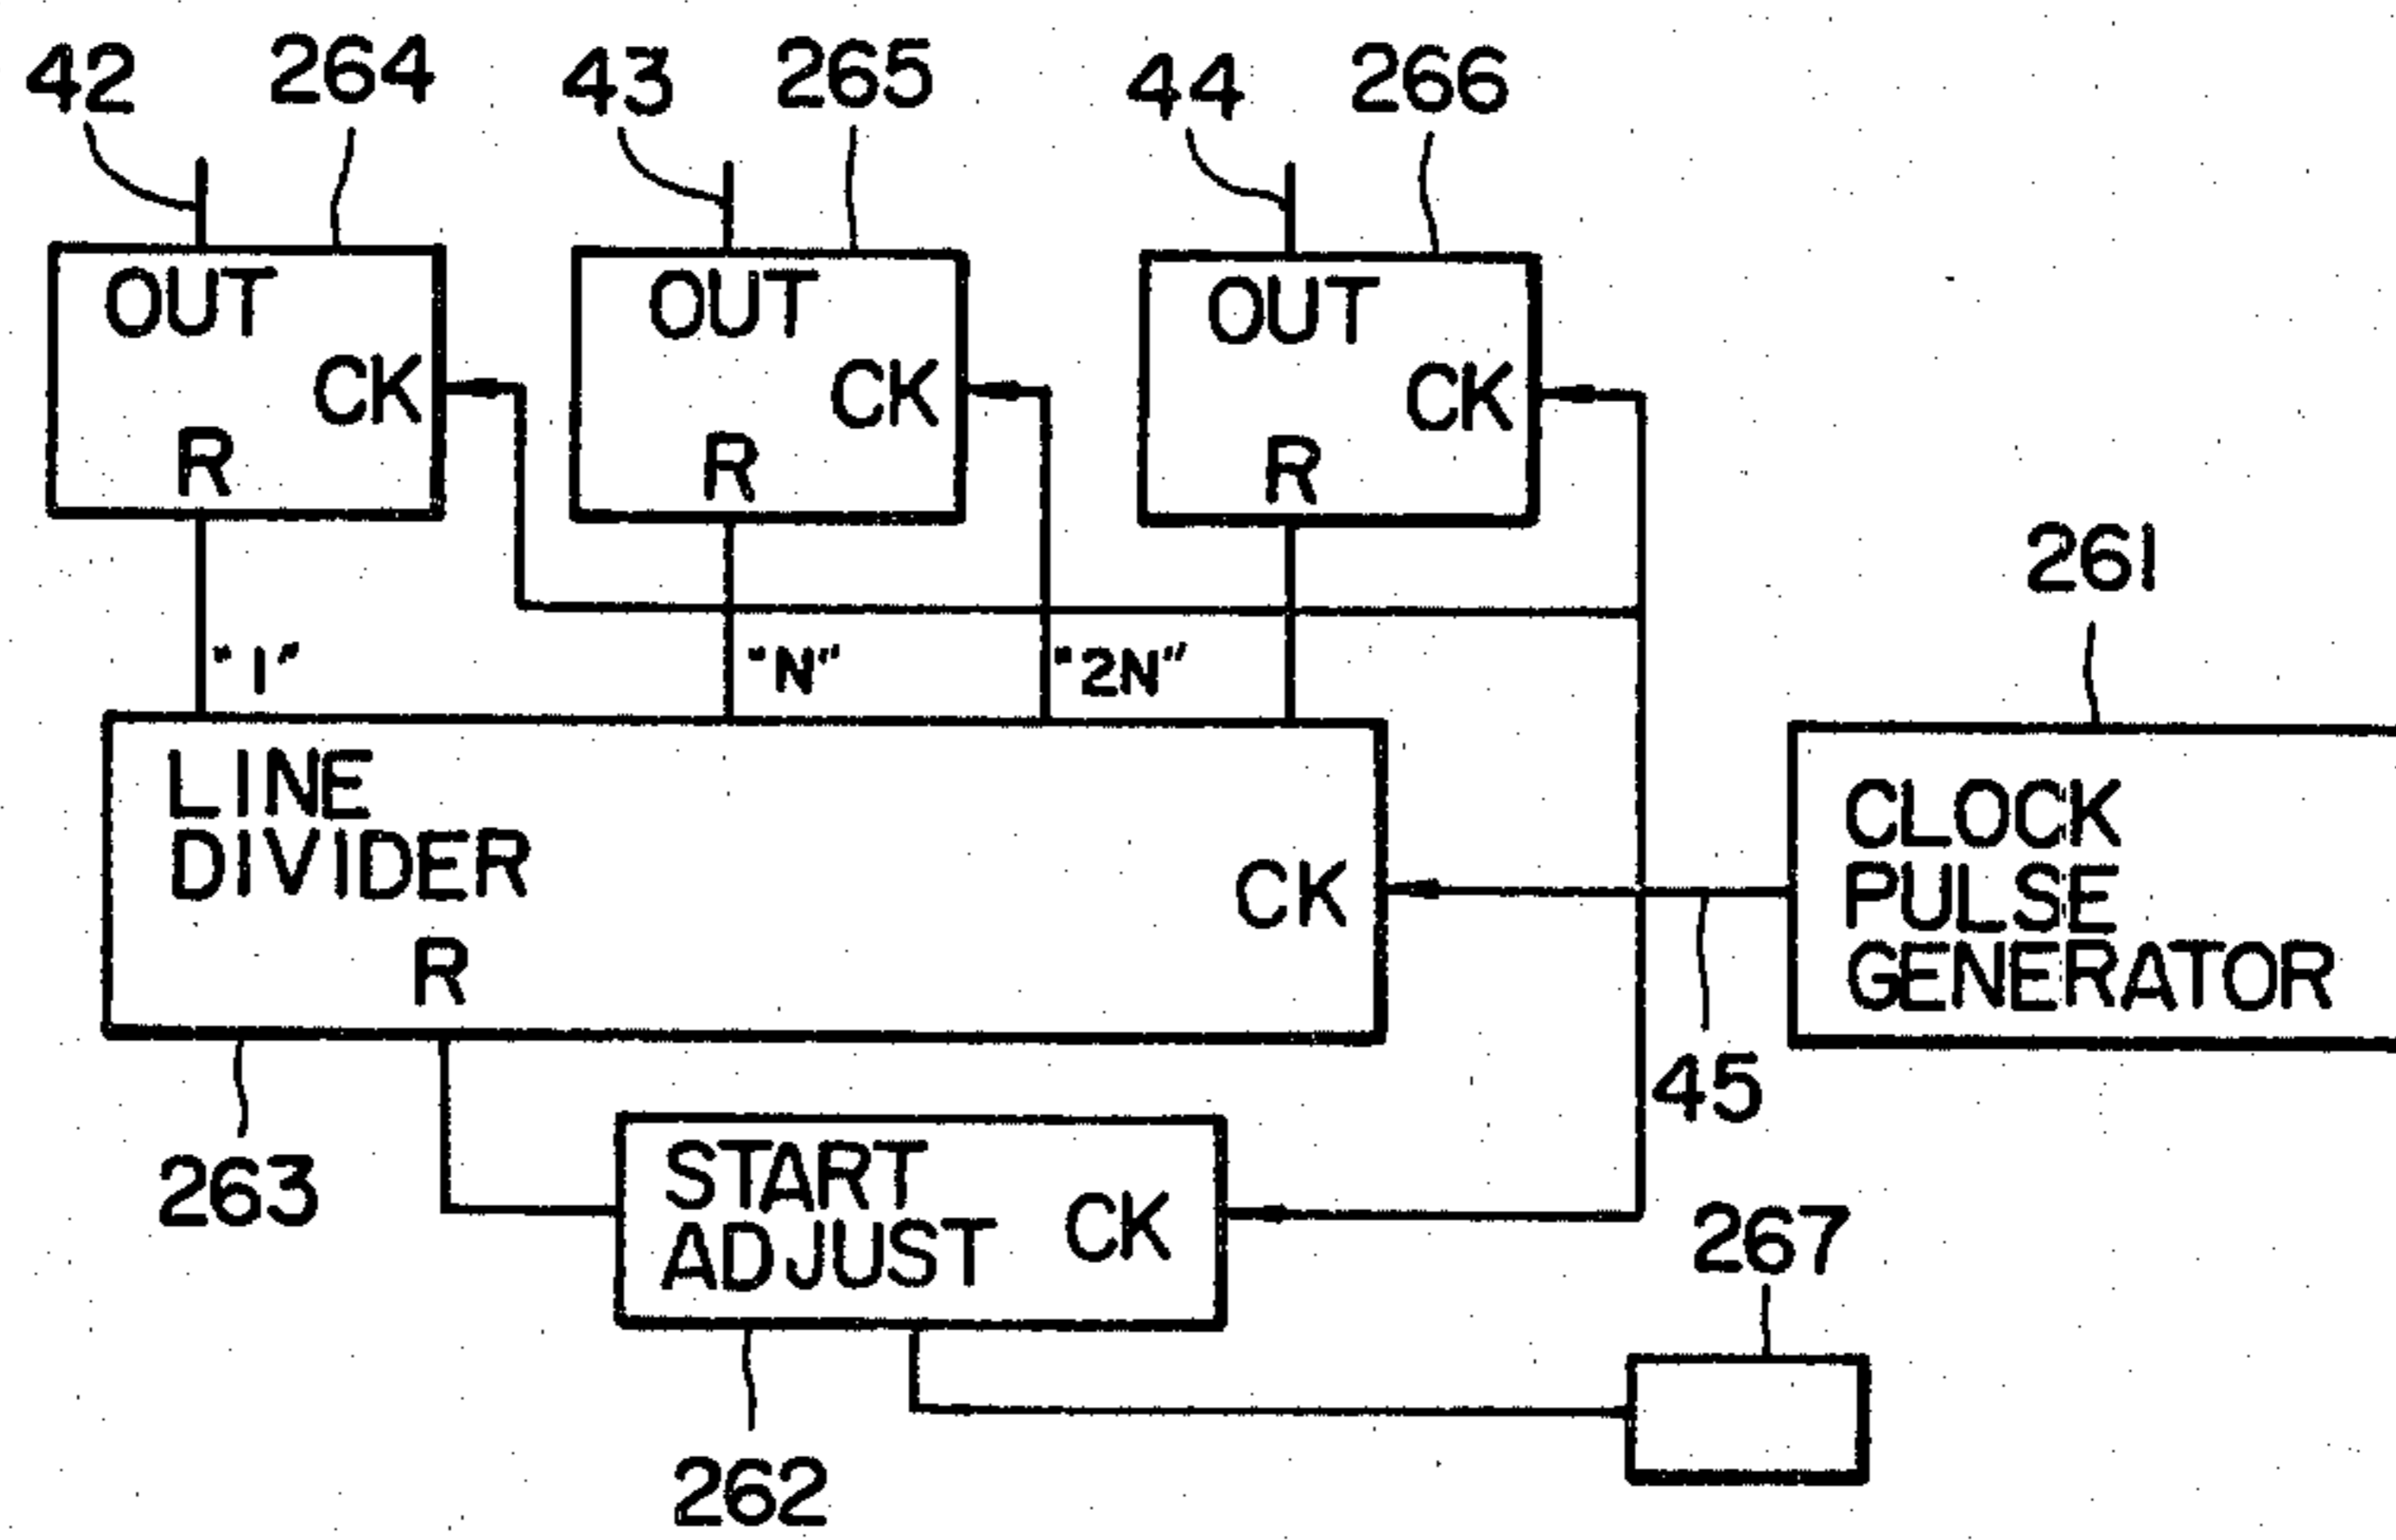 42 264 43 265 44 266
OUT OUT OUT
CK CK CK
R R R
261
"1" "N" "2N"
LINE
DIVIDER
CK
R
CLOCK
PULSE
GENERATOR
45
263
START
ADJUST
CK
267
262